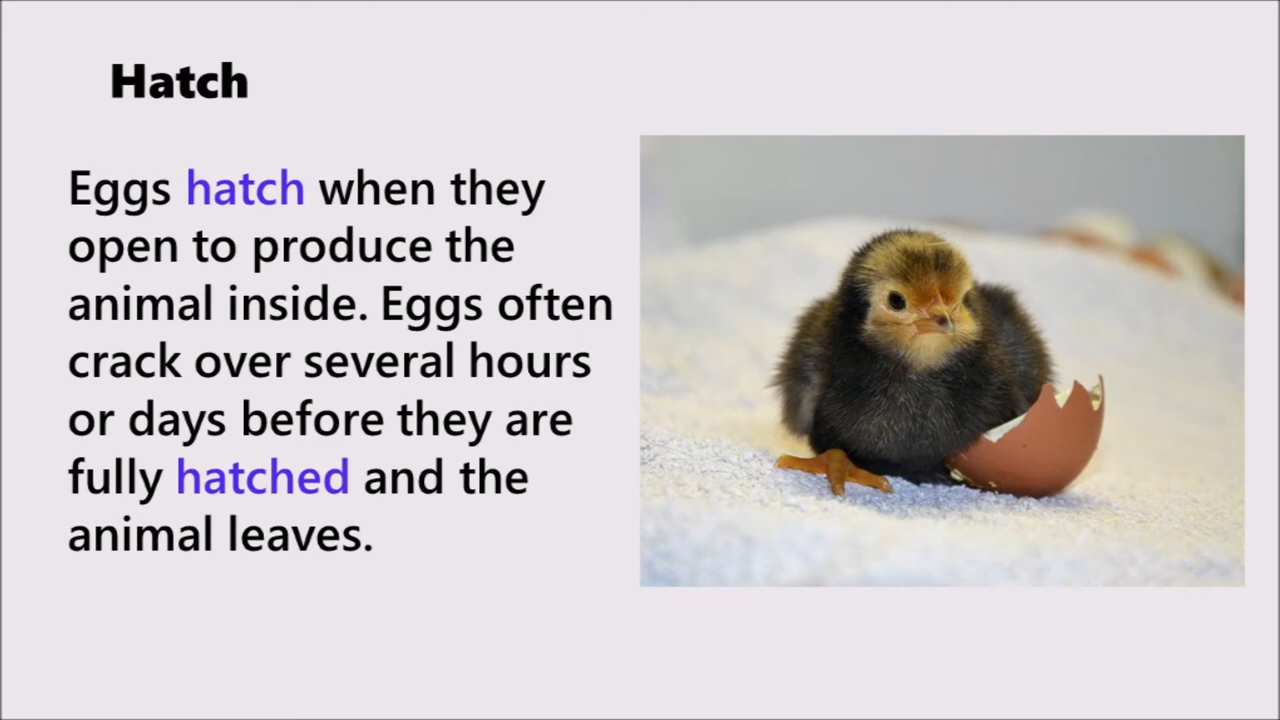 Hatch
Eggs hatch when they
open to produce the
animal inside. Eggs often
crack over several hours
or days before they are
fully hatched and the
animal leaves.